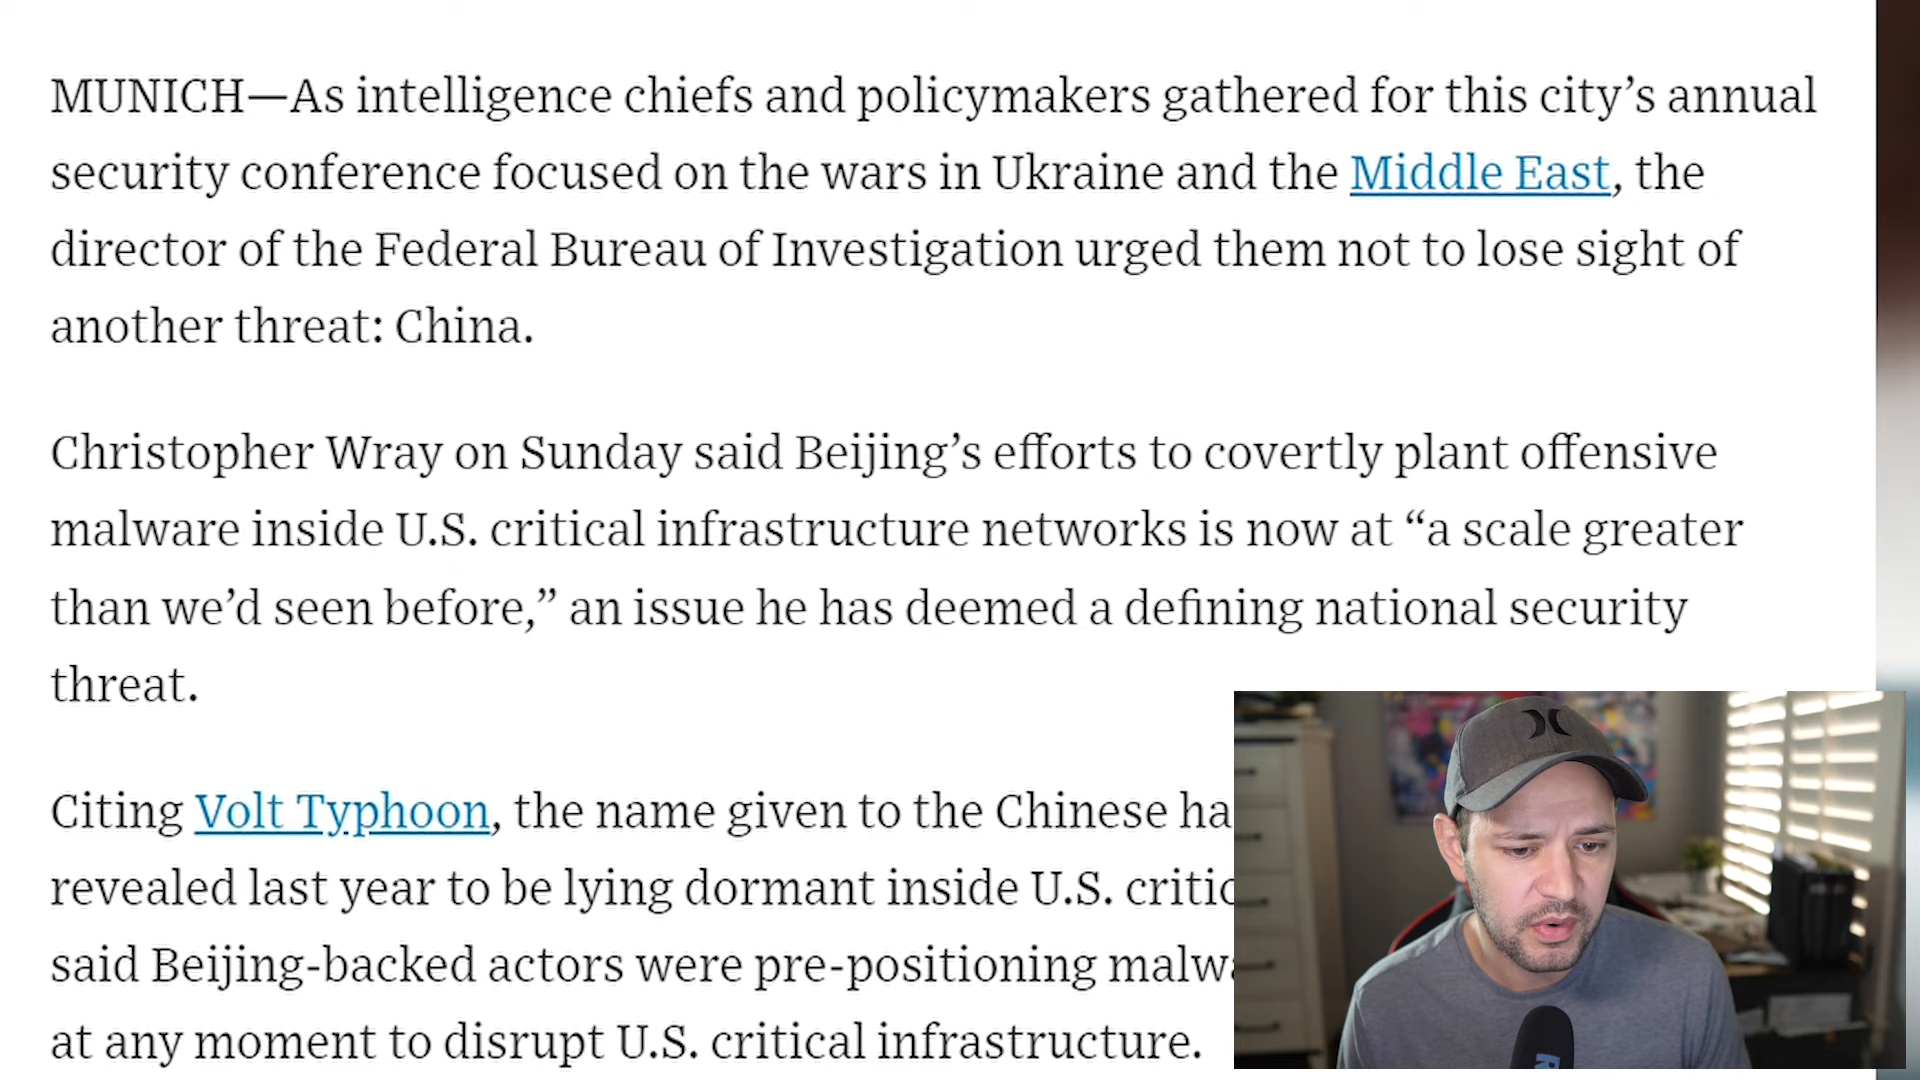 MUNICH—As intelligence chiefs and policymakers gathered for this city’s annual
security conference focused on the wars in Ukraine and the Middle East, the
director of the Federal Bureau of Investigation urged them not to lose sight of
another threat: China.
Christopher Wray on Sunday said Beijing’s efforts to covertly plant offensive
malware inside U.S. critical infrastructure networks is now at “a scale greater
than we’d seen before,” an issue he has deemed a defining national security
threat.
Citing Volt Typhoon, the name given to the Chinese
revealed last year to be lying dormant inside U.S.
said Beijing-backed actors were pre-positioning
at any moment to disrupt U.S. critical infrastructure.